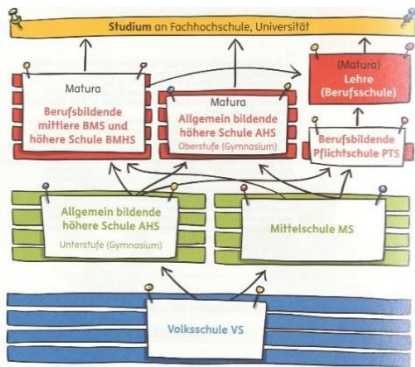 Studium an Fachhochschule, Universität
Matura
Berufsbildende
mittlere BMS und
höhere Schule BMHS
Matura
Allgemein bildende
höhere Schule AHS
Oberstufe (Gymnasium)
(Matura)
Lehre
(Berufsschule)
Berufsbildende
Pflichtschule PTS
Allgemein bildende
höhere Schule AHS
Unterstufe (Gymnasium)
Mittelschule MS
Volksschule VS